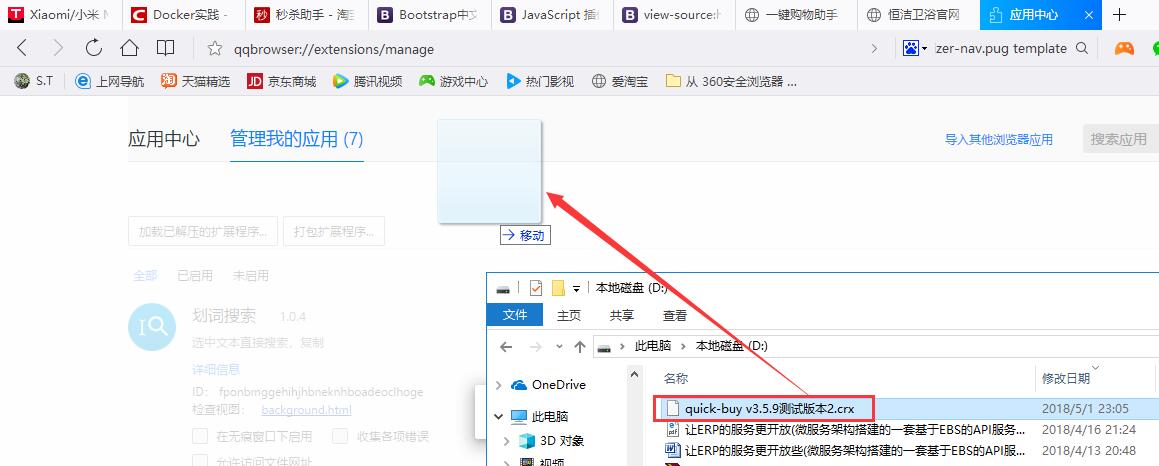 Xiaomi/小米 M
Docker实践 -
秒杀助手 - 淘宝
Bootstrap中文
JavaScript 插件
view-source:h
一键购物助手
恒洁卫浴官网
应用中心
qqbrowser://extensions/manage
zer-nav.pug template
S.T
上网导航
天猫精选
京东商城
腾讯视频
游戏中心
热门影视
爱淘宝
从 360安全浏览器 ...
应用中心
管理我的应用 (7)
导入其他浏览器应用
搜索应用
加载已解压的扩展程序...
打包扩展程序...
移动
全部
已启用
未启用
本地磁盘 (D:)
文件
主页
共享
查看
此电脑
本地磁盘 (D:)
划词搜索
1.0.4
选中文本直接搜索，复制
详细信息
ID： fponbmggehihjhbneknhboadeoclhoge
检查视图： background.html
在无痕窗口下启用
收集各项错误
允许访问文件网址
OneDrive
此电脑
3D 对象
视频
名称
修改日期
quick-buy v3.5.9测试版本2.crx
2018/5/1 23:05
让ERP的服务更开放(微服务架构搭建的一套基于EBS的API服务...
2018/4/16 21:24
让ERP的服务更开放些(微服务架构搭建的一套基于EBS的API服务...
2018/4/13 20:48